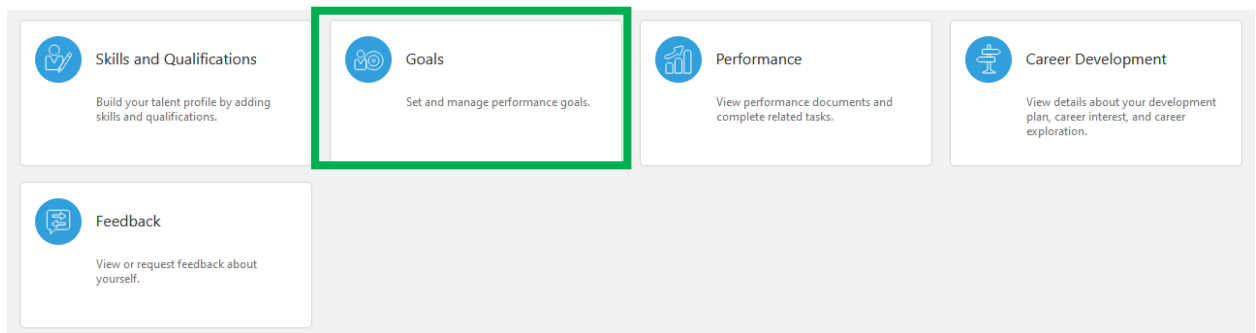 Skills and Qualifications
Build your talent profile by adding
skills and qualifications.
Goals
Set and manage performance goals.
Performance
View performance documents and
complete related tasks.
Career Development
View details about your development
plan, career interest, and career
exploration.
Feedback
View or request feedback about
yourself.